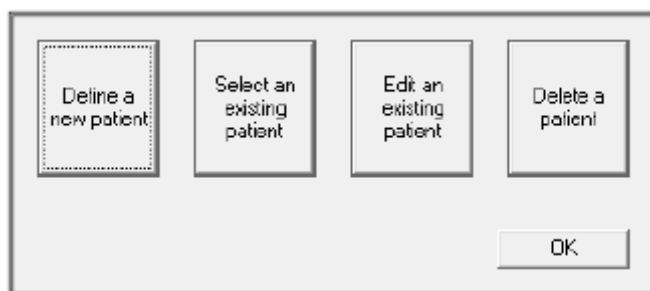 Define a
new patient
Select an
existing
patient
Edit an
existing
patient
Delete a
patient
OK